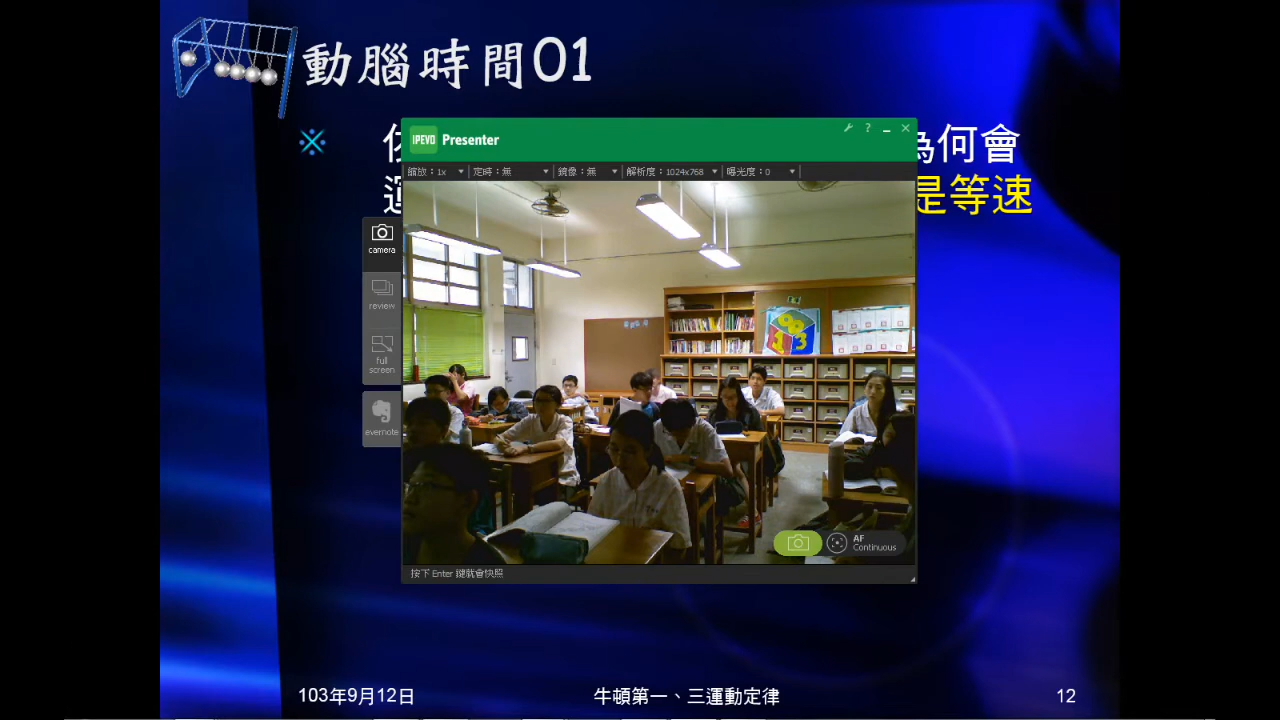 動腦時間01
※ 依
為何會
運
是等速
IPEVO Presenter
縮放：1x 定時：無 鏡像：無 解析度：1024x768 曝光度：0
camera
review
full
screen
evernote
AF
Continuous
按下 Enter 鍵就會快照
103年9月12日 牛頓第一、三運動定律 12